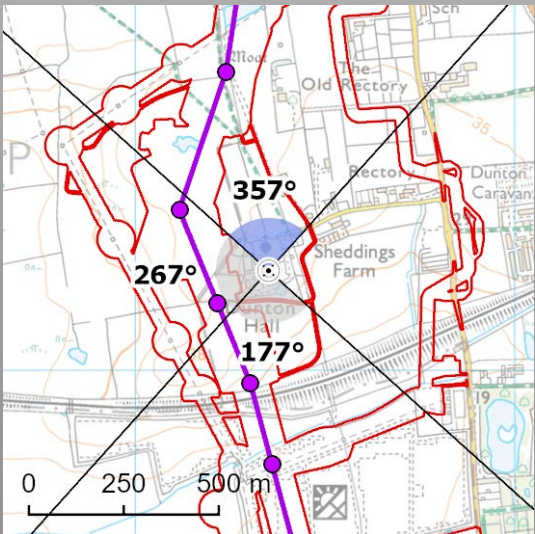 Sch
Moat
The
Old Rectory
35
P
Rectory
Dunton
Caravan
357°
Sheddings
Farm
267°
Dunton
Hall
177°
19
0 250 500 m